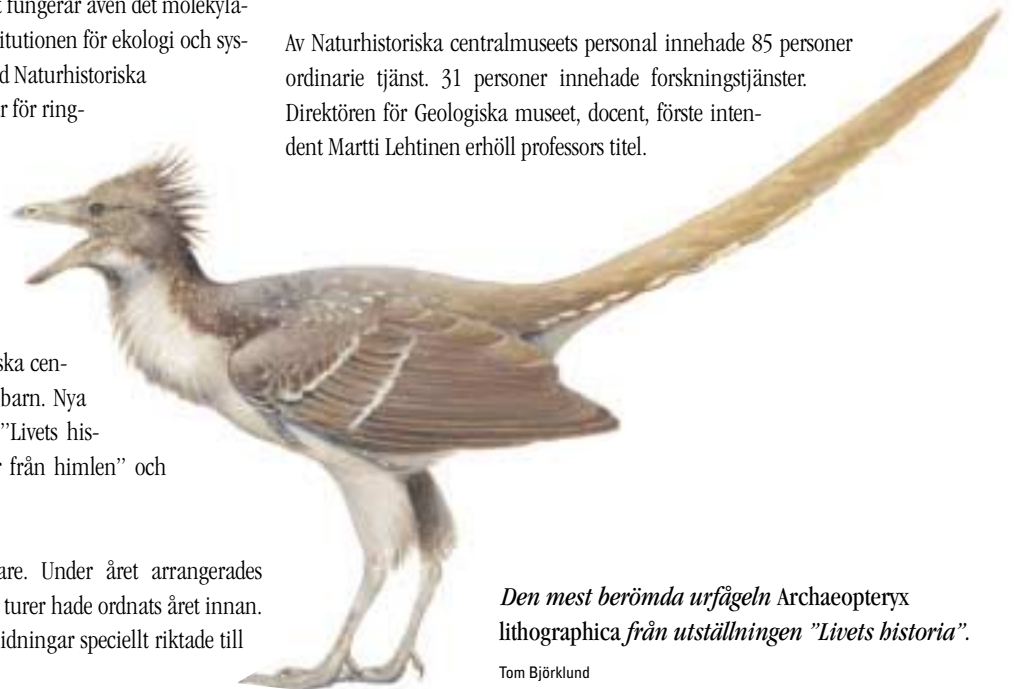 t fungerar även det molekylä-
itutionen för ekologi och sys-
d Naturhistoriska
r för ring-
ska cen-
barn. Nya
”Livets his-
r från himlen” och
are. Under året arrangerades
turer hade ordnats året innan.
idningar speciellt riktade till
Av Naturhistoriska centralmuseets personal innehade 85 personer
ordinarie tjänst. 31 personer innehade forskningstjänster.
Direktören för Geologiska museet, docent, förste inten-
dent Martti Lehtinen erhöll professors titel.
Den mest berömda urfågeln Archaeopteryx
lithographica från utställningen ”Livets historia”.
Tom Björklund